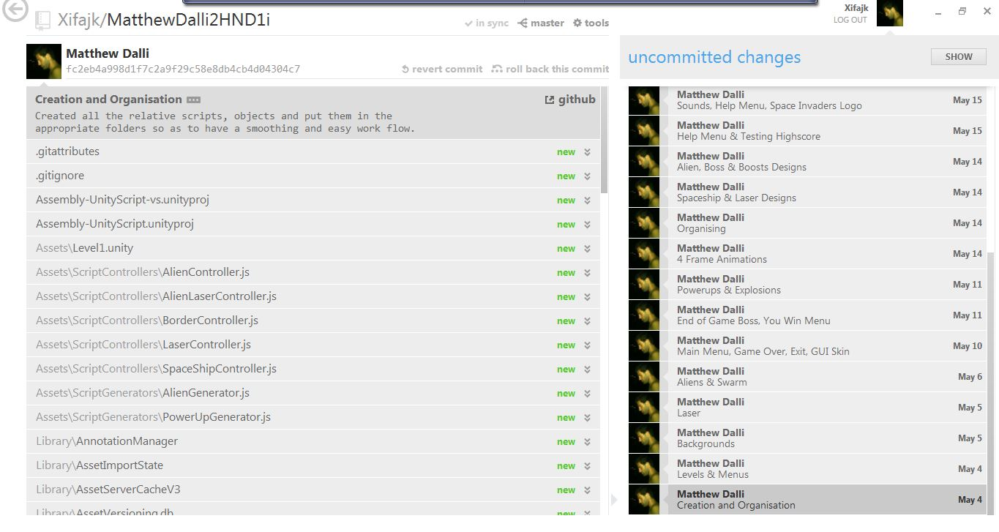 Xifajk/MatthewDalli2HND1i
in sync
master
tools
Matthew Dalli
fc2eb4a998d1f7c2a9f29c58e8db4cb4d04304c7
revert commit
roll back this commit
Creation and Organisation
github
Created all the relative scripts, objects and put them in the
appropriate folders so as to have a smoothing and easy work flow.
.gitattributes new
.gitignore new
Assembly-UnityScript-vs.unityproj new
Assembly-UnityScript.unityproj new
Assets\Level1.unity new
Assets\ScriptControllers\AlienController.js new
Assets\ScriptControllers\AlienLaserController.js new
Assets\ScriptControllers\BorderController.js new
Assets\ScriptControllers\LaserController.js new
Assets\ScriptControllers\SpaceShipController.js new
Assets\ScriptGenerators\AlienGenerator.js new
Assets\ScriptGenerators\PowerUpGenerator.js new
Library\AnnotationManager new
Library\AssetImportState new
Library\AssetServerCacheV3 new
Library\AssetVersioning.db new
Xifajk
LOG OUT
uncommitted changes
SHOW
Matthew Dalli
Sounds, Help Menu, Space Invaders Logo
May 15
Matthew Dalli
Help Menu & Testing Highscore
May 15
Matthew Dalli
Alien, Boss & Boosts Designs
May 14
Matthew Dalli
Spaceship & Laser Designs
May 14
Matthew Dalli
Organising
May 14
Matthew Dalli
4 Frame Animations
May 14
Matthew Dalli
Powerups & Explosions
May 11
Matthew Dalli
End of Game Boss, You Win Menu
May 11
Matthew Dalli
Main Menu, Game Over, Exit, GUI Skin
May 10
Matthew Dalli
Aliens & Swarm
May 6
Matthew Dalli
Laser
May 5
Matthew Dalli
Backgrounds
May 5
Matthew Dalli
Levels & Menus
May 4
Matthew Dalli
Creation and Organisation
May 4